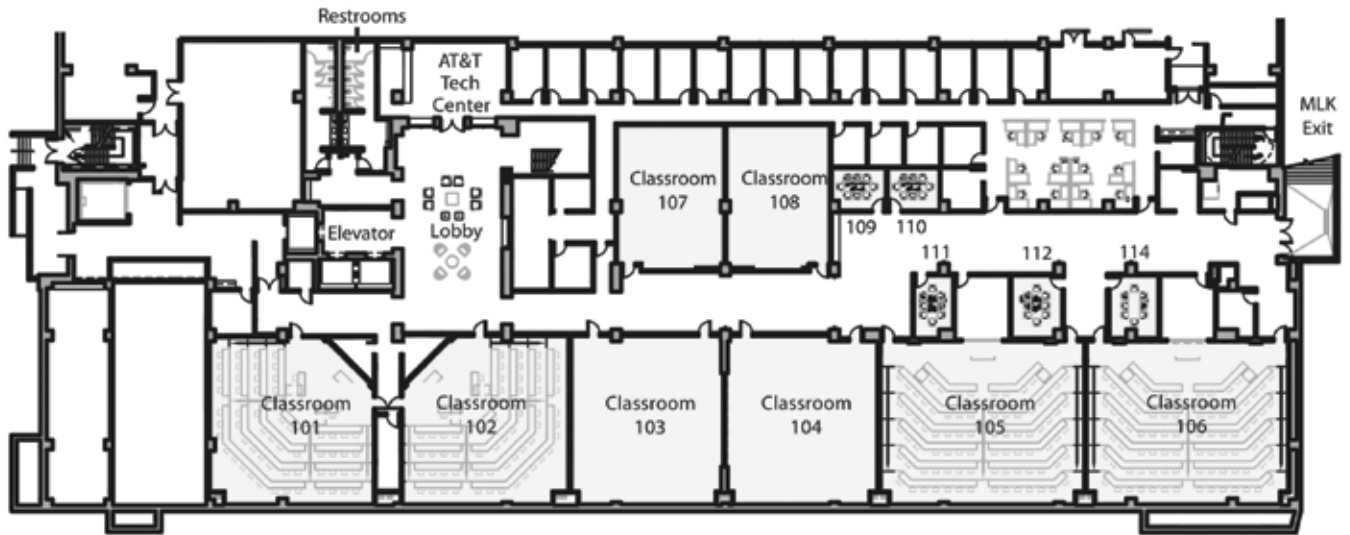 Restrooms
AT&T
Tech
Center
MLK
Exit
Classroom
107
Classroom
108
109
110
Elevator
Lobby
111
112
114
Classroom
101
Classroom
102
Classroom
103
Classroom
104
Classroom
105
Classroom
106